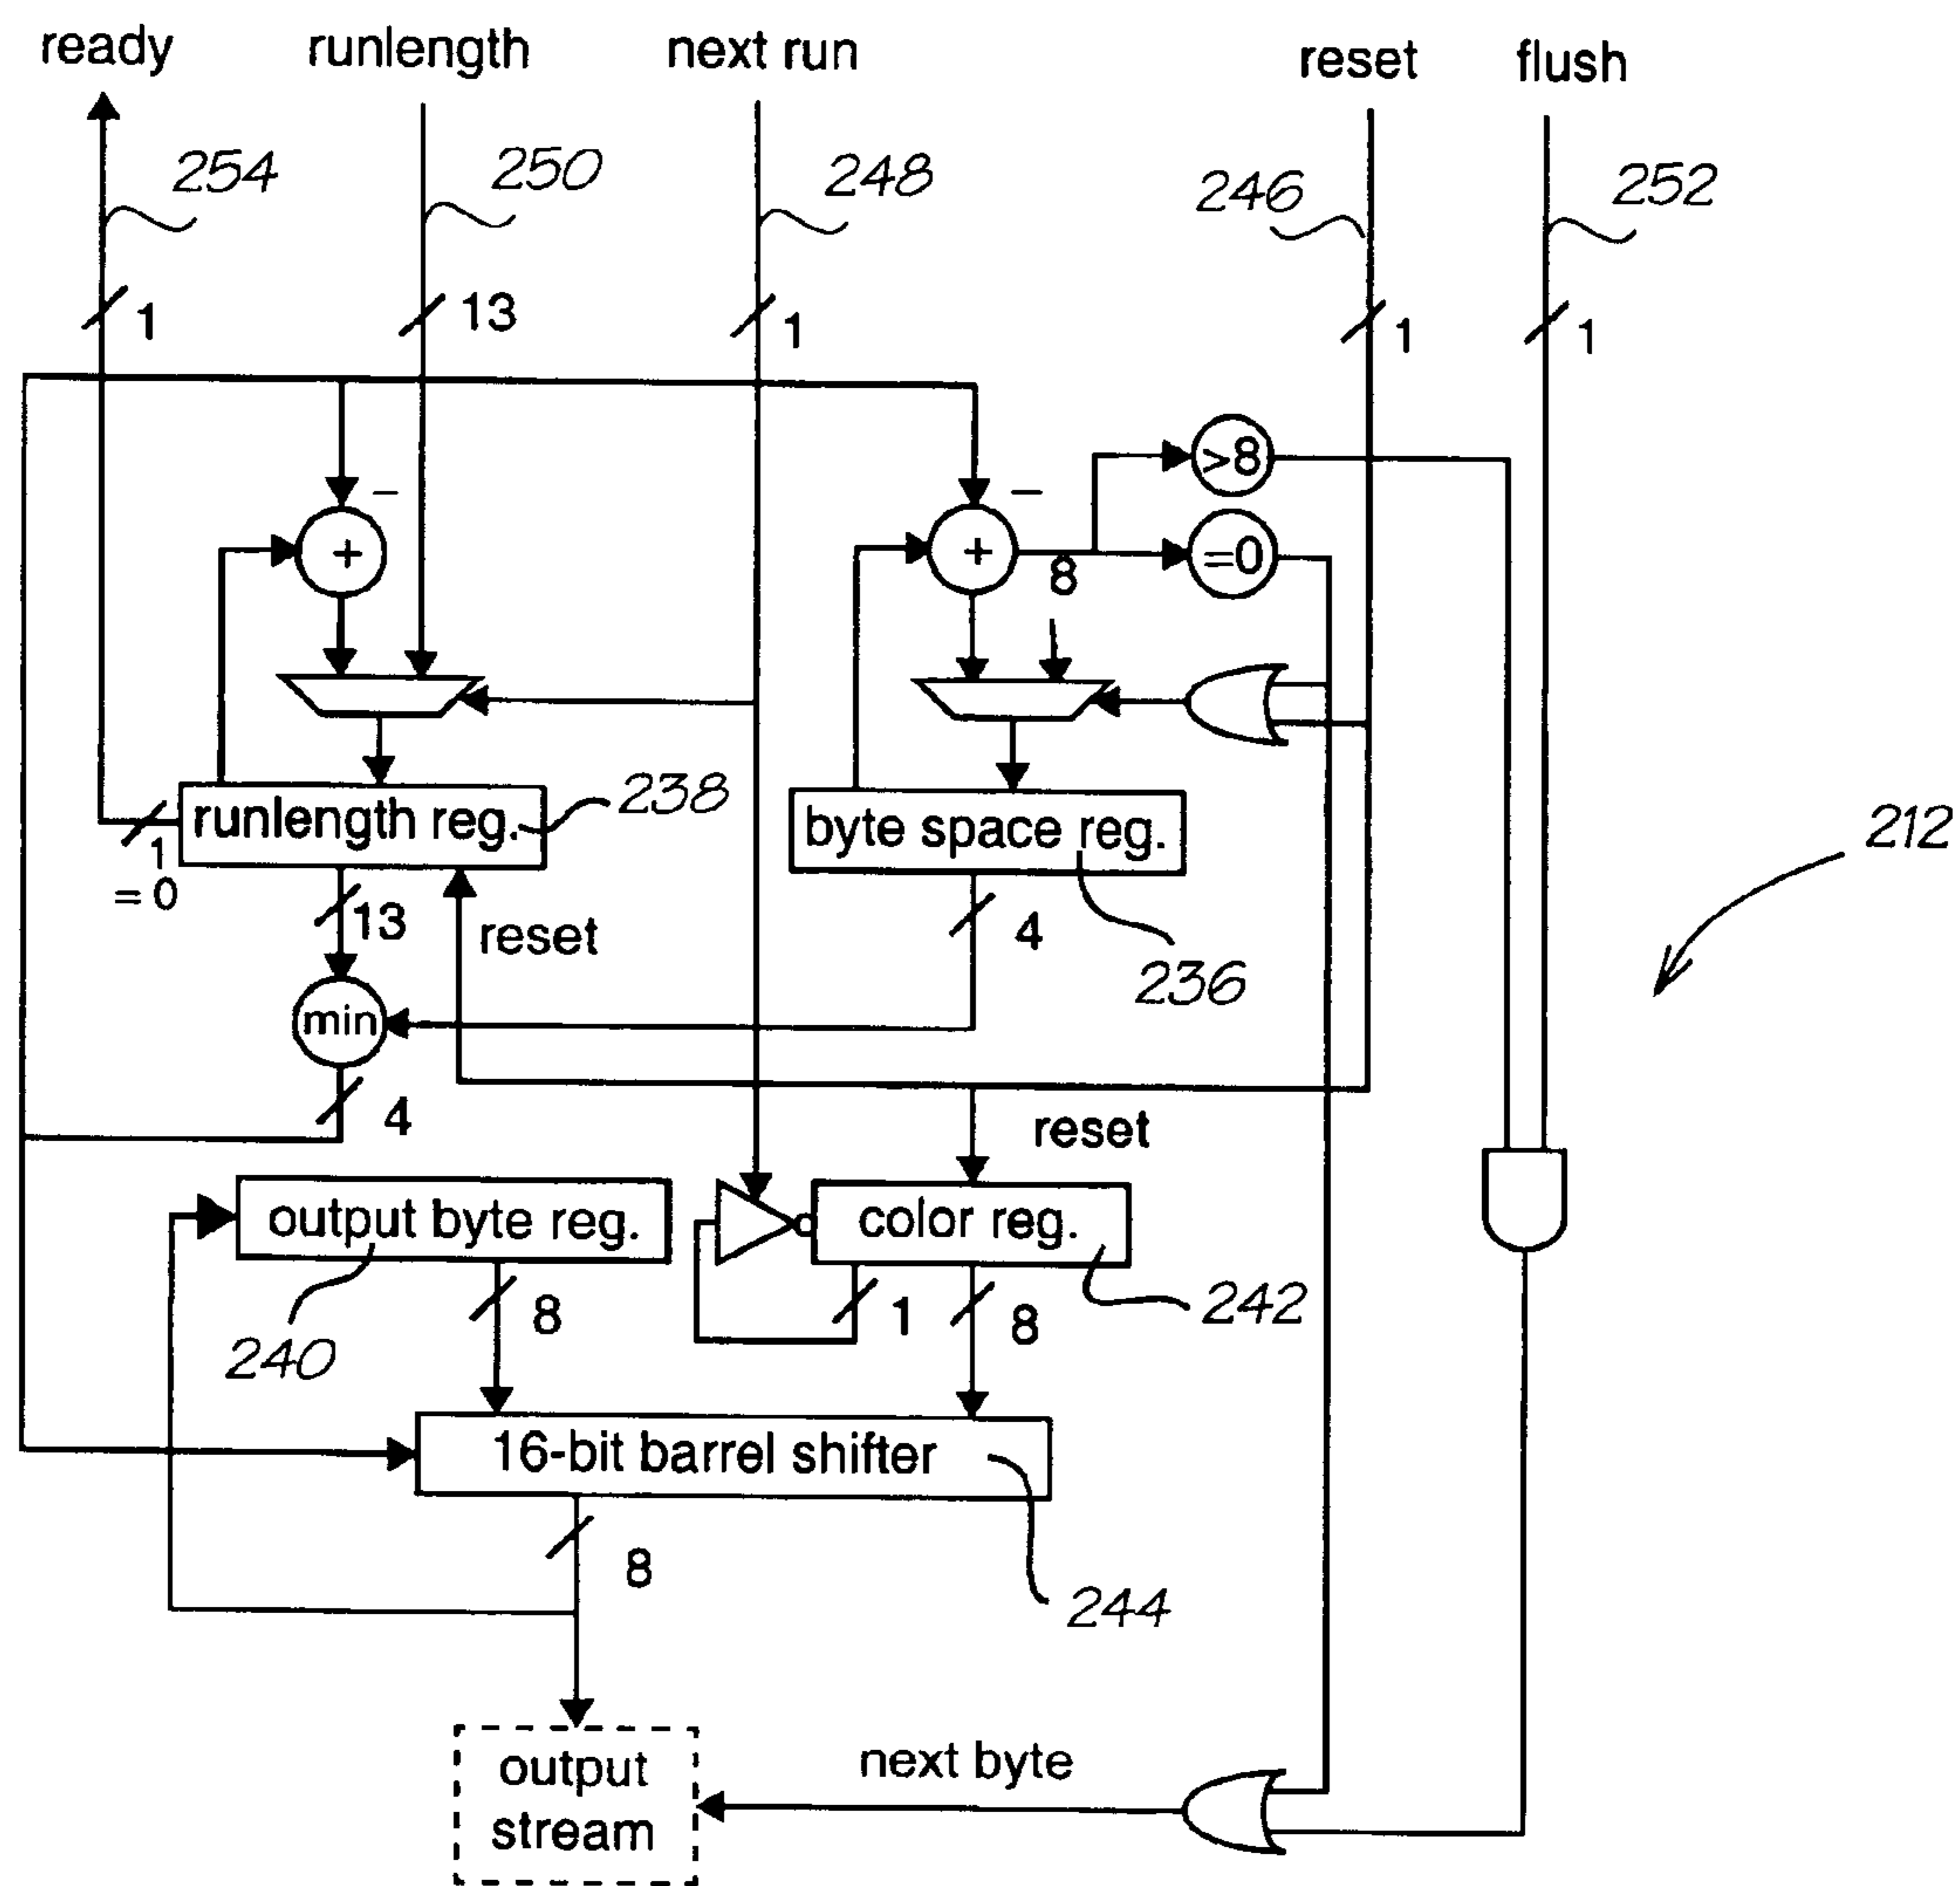 ready
runlength
next run
reset
flush
254
250
248
246
252
1
13
1
1
1
>8
−
−
+
+
=0
8
runlength reg.
238
byte space reg.
212
1
= 0
13
reset
4
236
min
4
reset
output byte reg.
color reg.
240
8
1
8
242
16-bit barrel shifter
8
244
output
stream
next byte